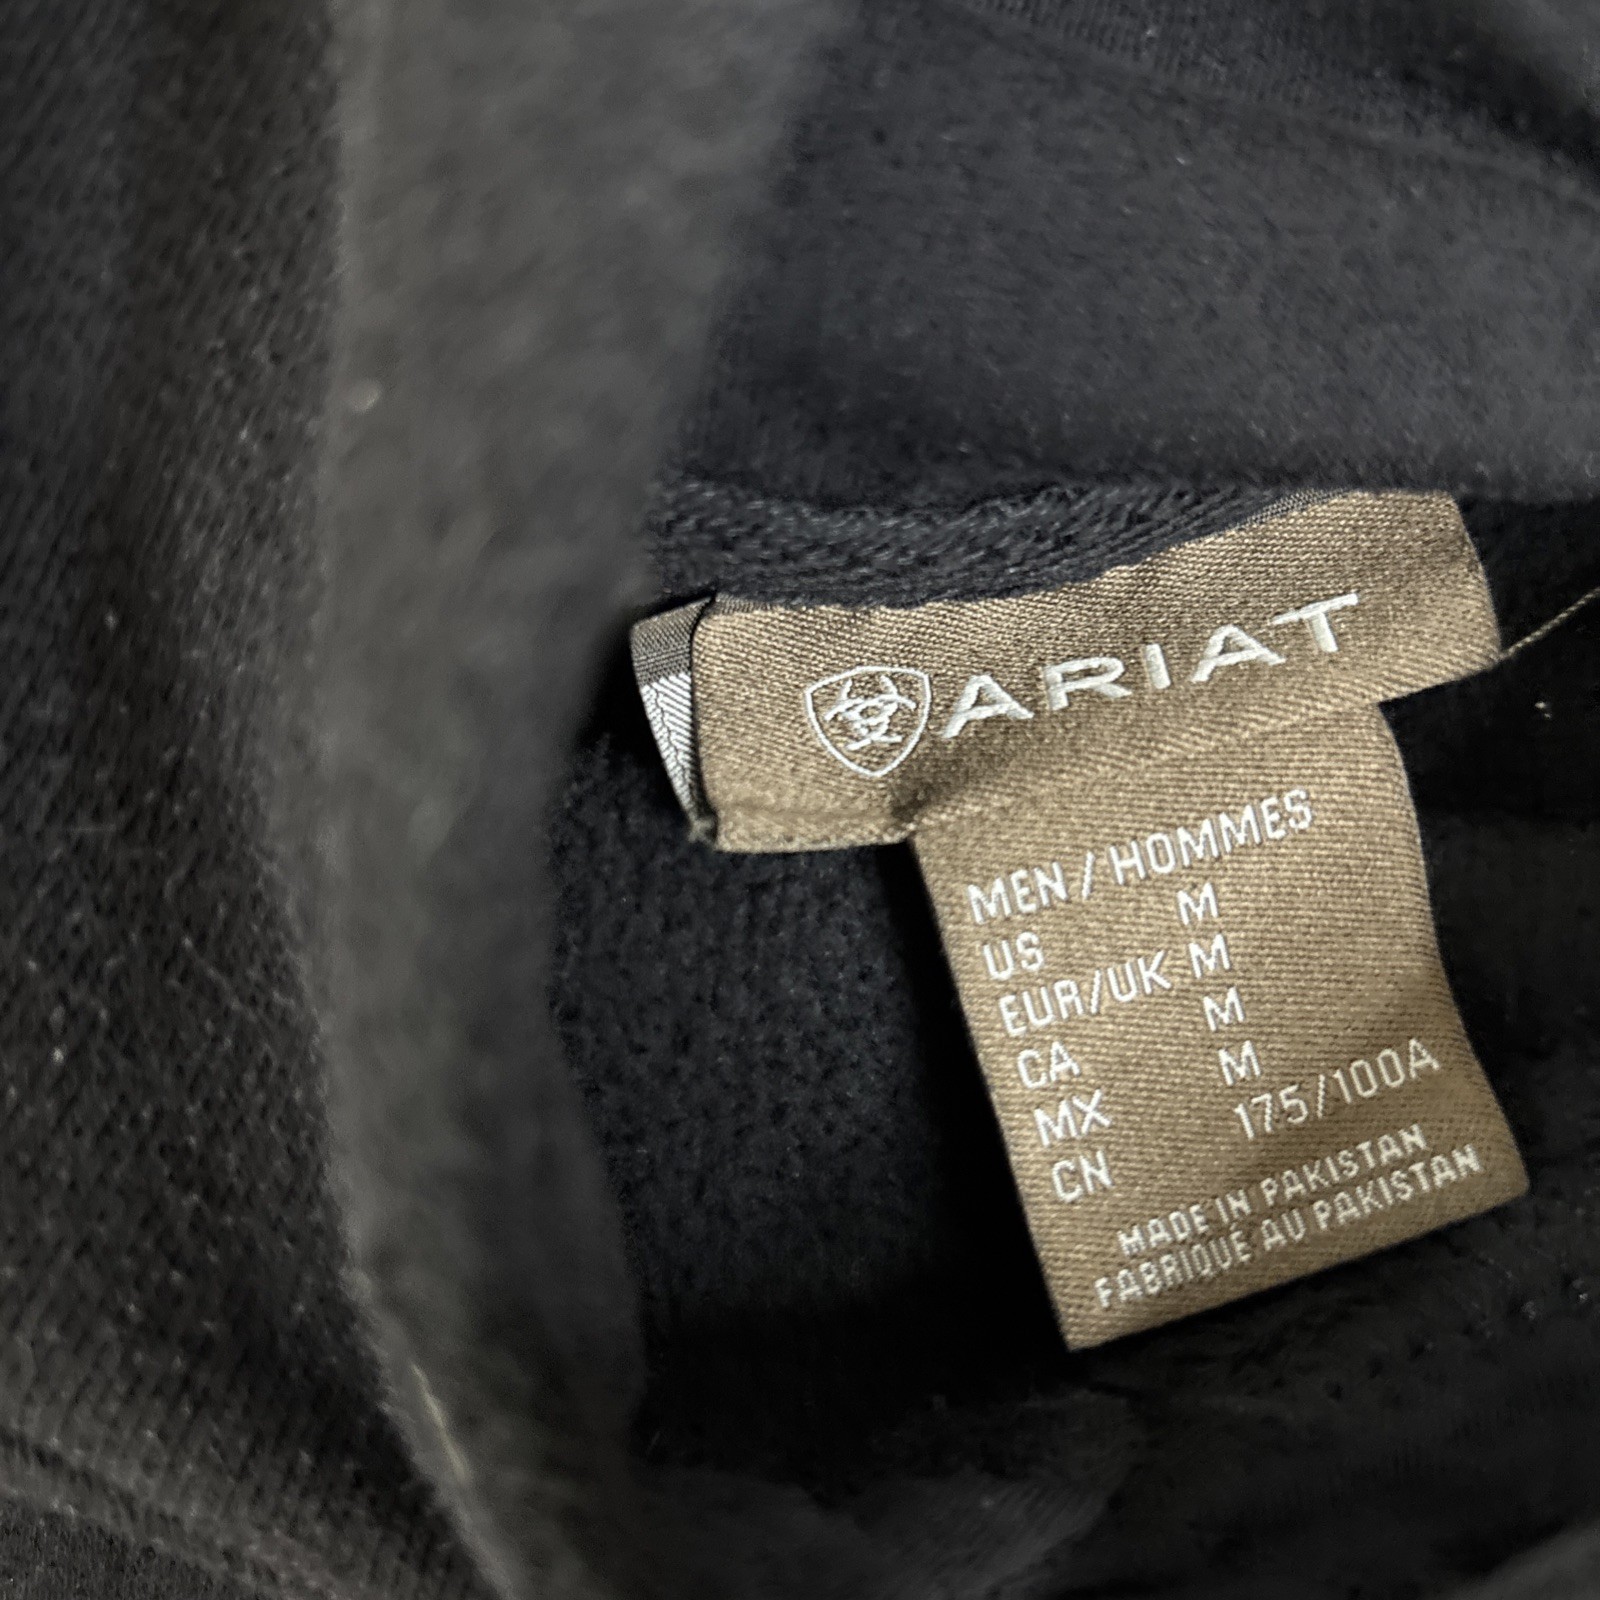 ARIAT
MEN / HOMMES
US M
EUR/UK M
CA M
MX M
CN 175/100A
MADE IN PAKISTAN
FABRIQUE AU PAKISTAN